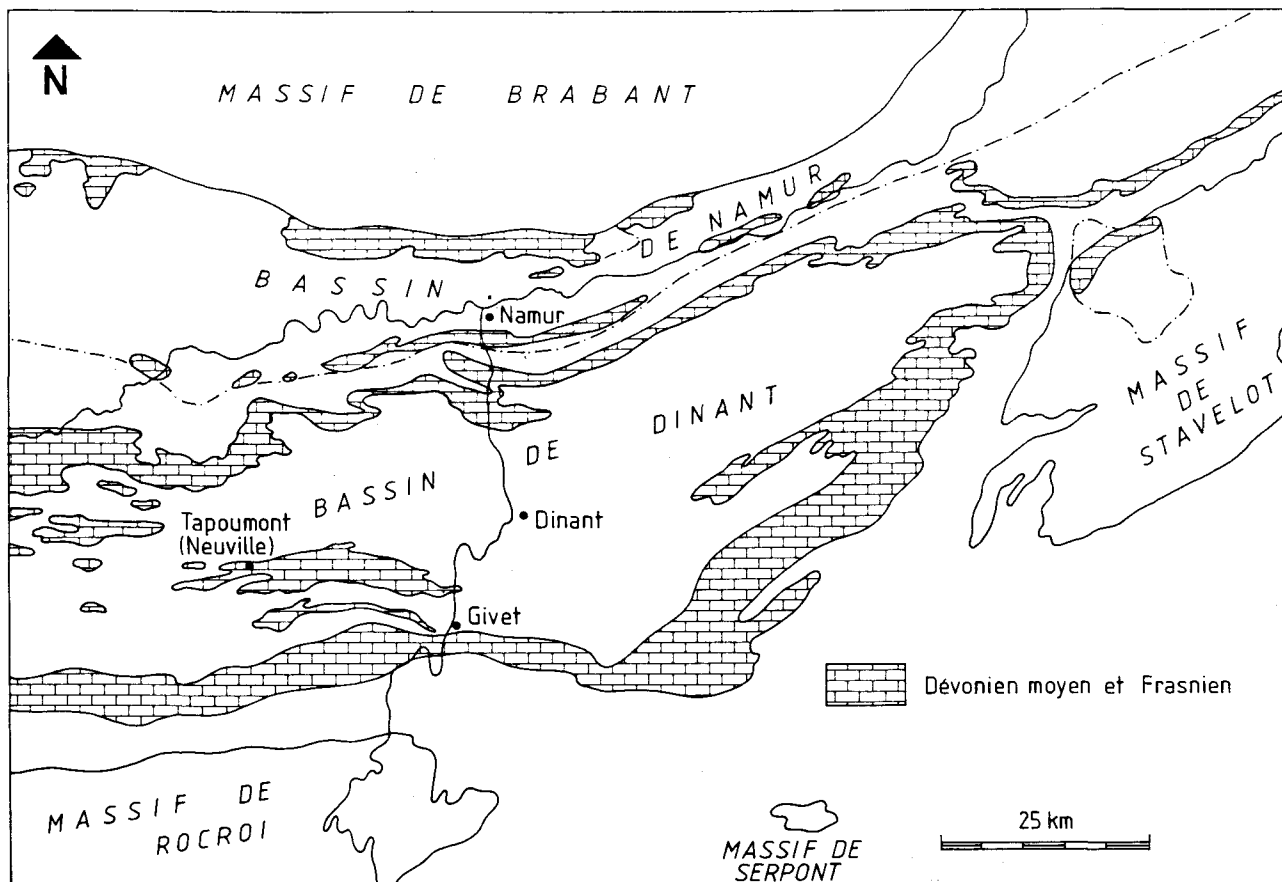 N
MASSIF DE BRABANT
BASSIN DE NAMUR
Namur
BASSIN DE DINANT
Dinant
MASSIF
DE
STAVELOT
Tapoumont
(Neuville)
Givet
Dévonien moyen et Frasnien
MASSIF DE
ROCROI
MASSIF DE
SERPONT
25 km